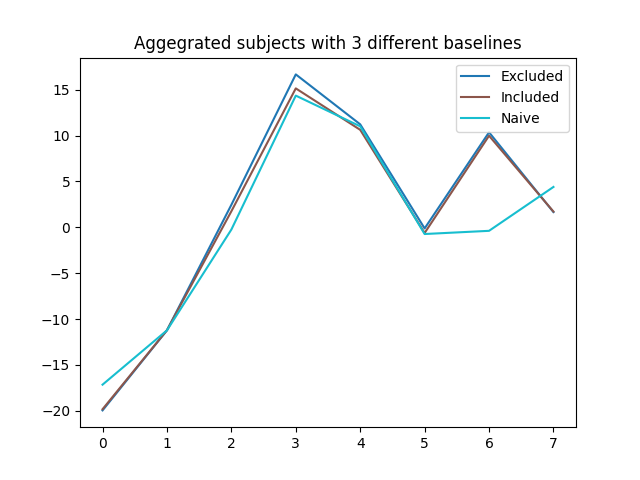 Aggegrated subjects with 3 different baselines
Excluded
Included
Naive
15
10
5
0
−5
−10
−15
−20
0 1 2 3 4 5 6 7